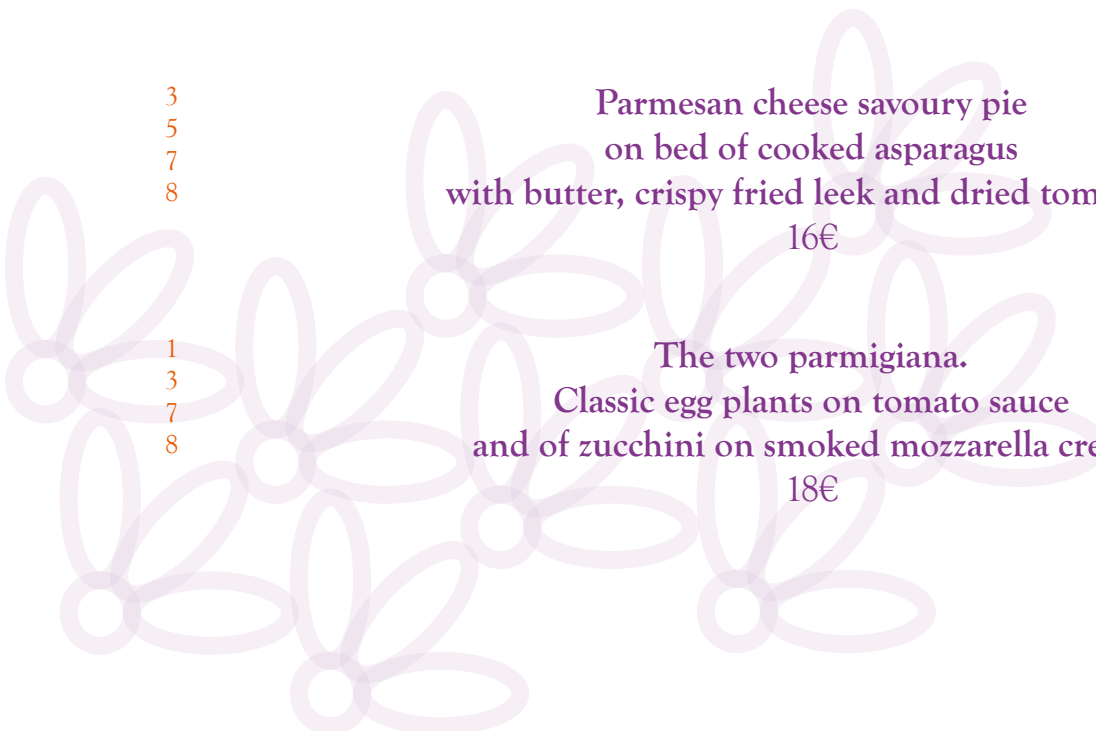 3
5
7
8
Parmesan cheese savoury pie
on bed of cooked asparagus
with butter, crispy fried leek and dried
16€
1
3
7
8
The two parmigiana.
Classic egg plants on tomato sauce
and of zucchini on smoked mozzarella
18€